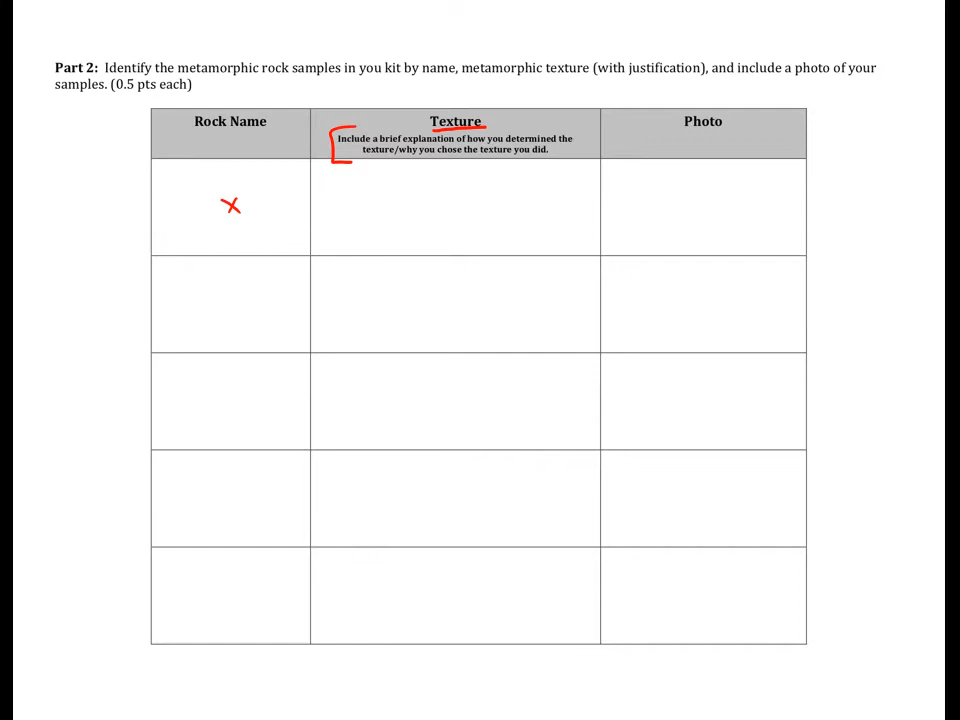 Part 2: Identify the metamorphic rock samples in you kit by name, metamorphic texture (with justification), and include a photo of your
samples. (0.5 pts each)
Rock Name
Texture
Include a brief explanation of how you determined the
texture/why you chose the texture you did.
Photo
x